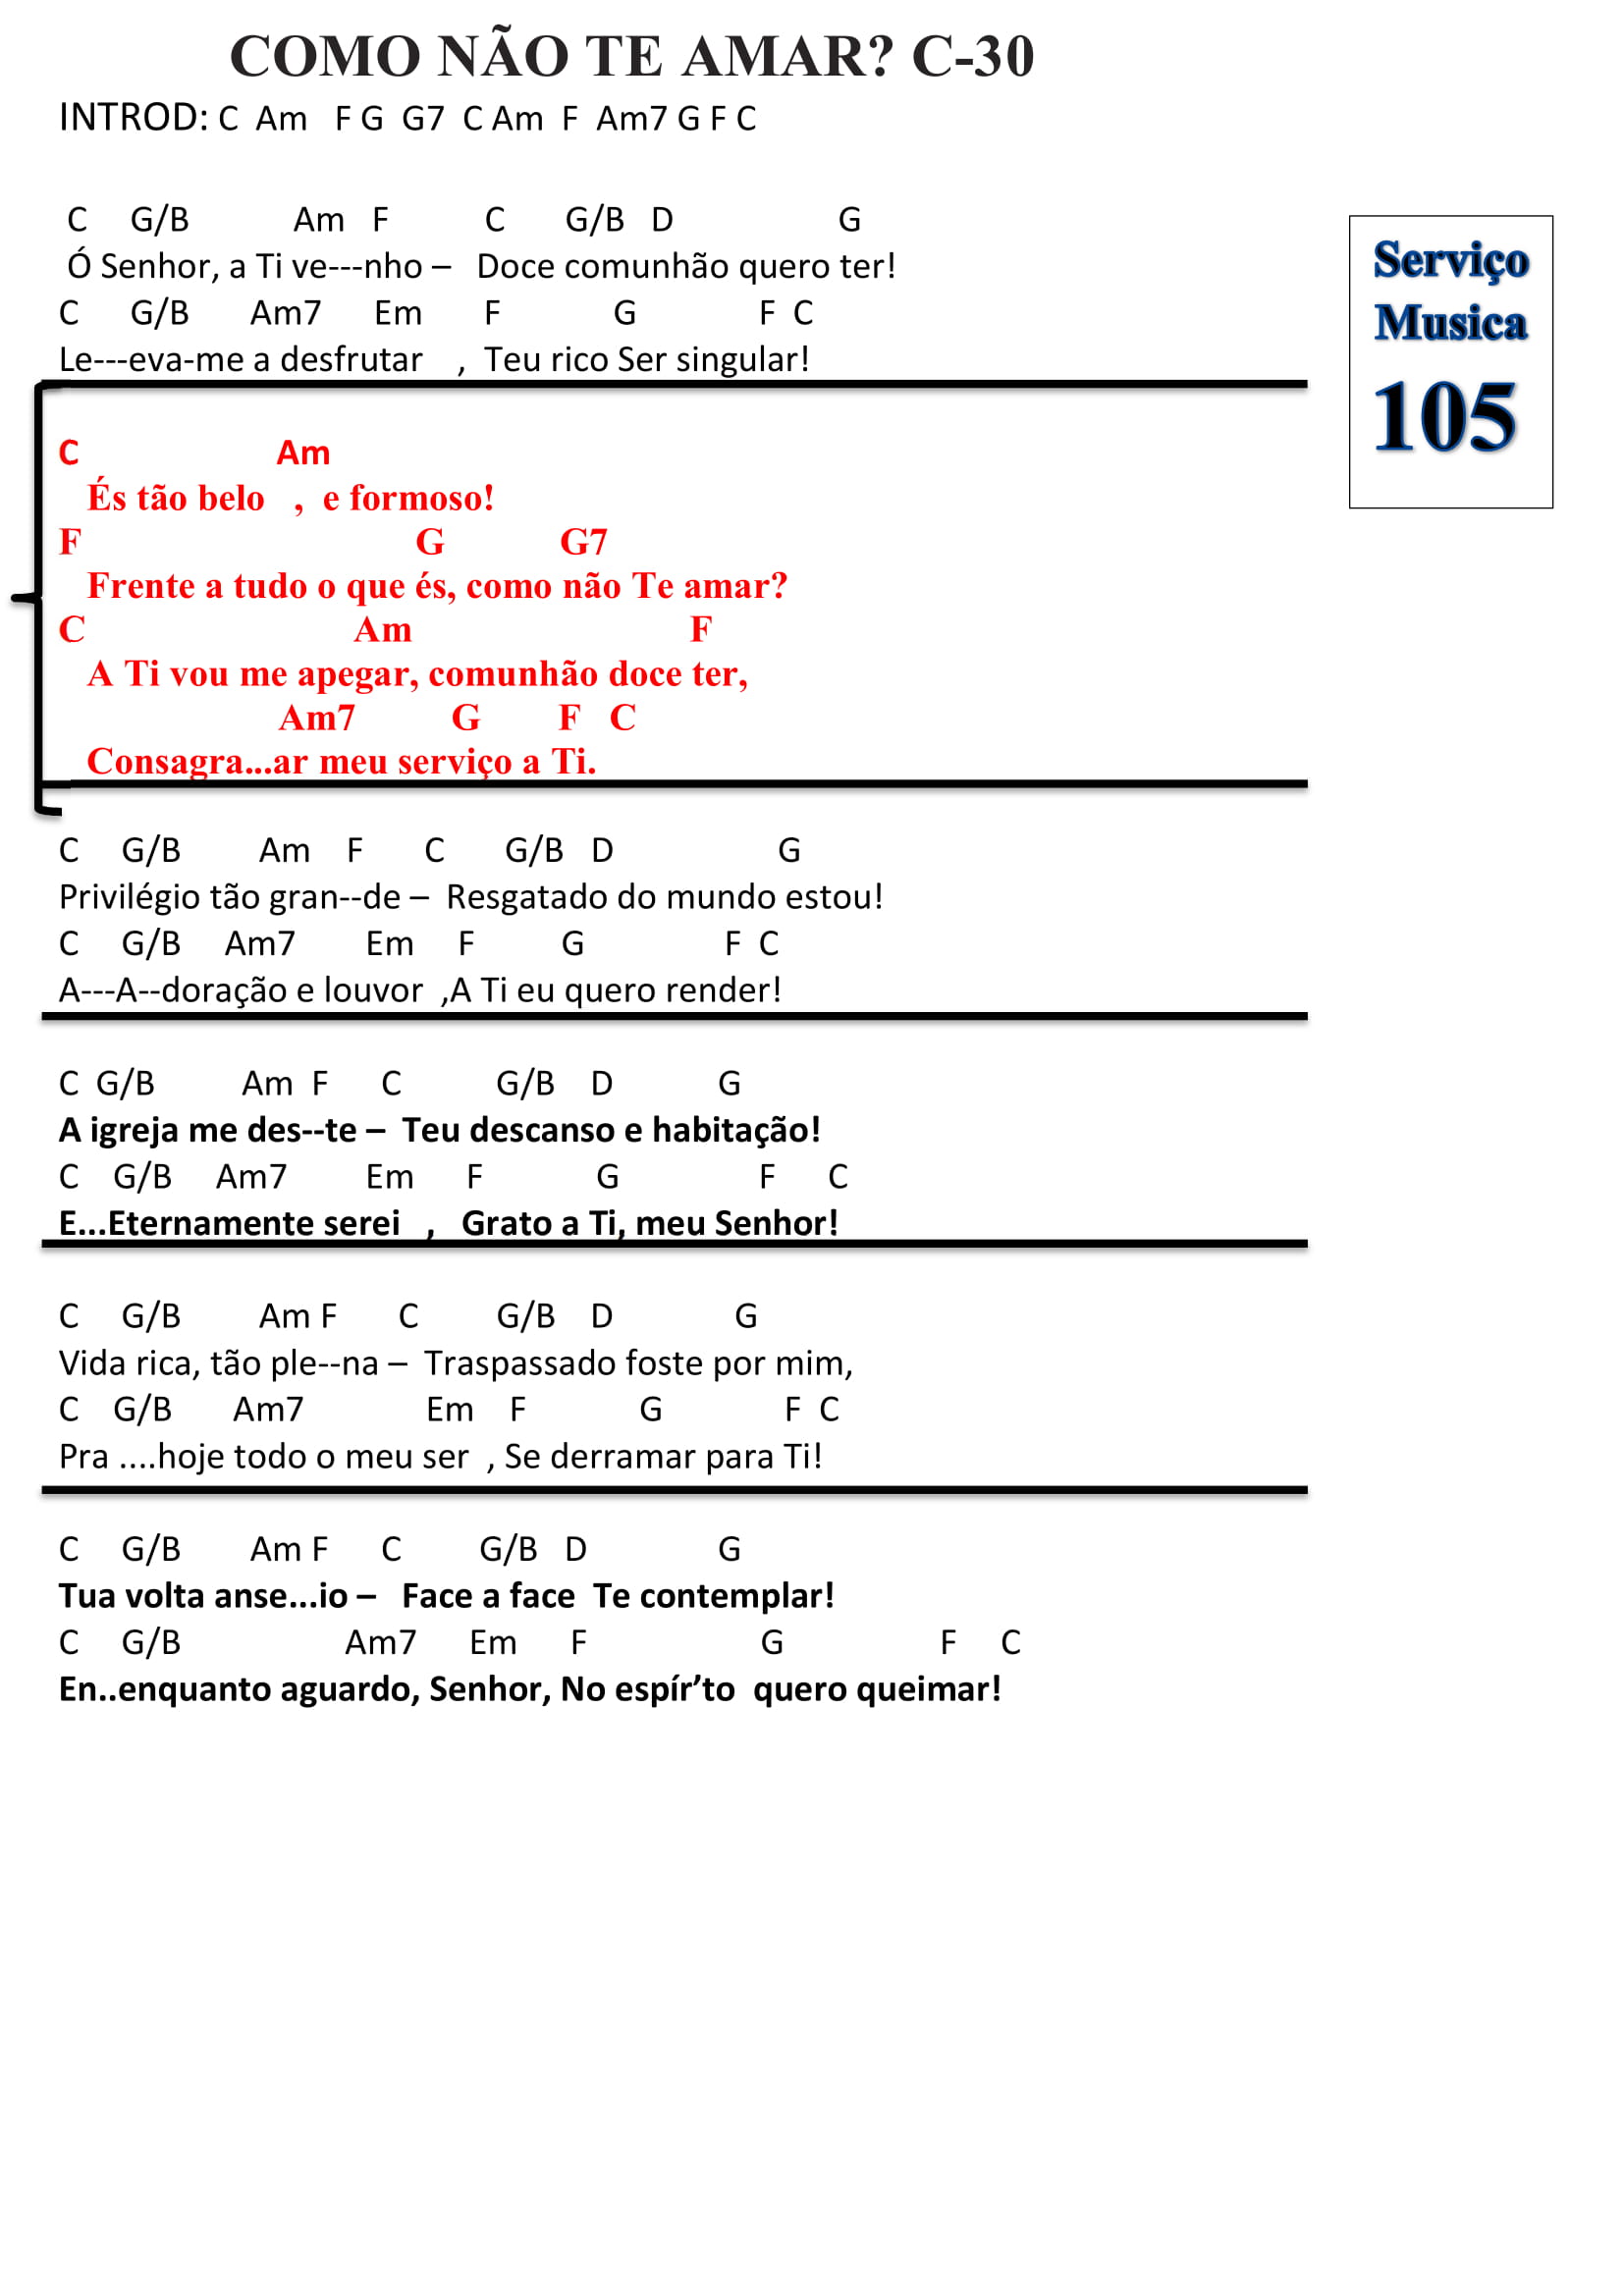 COMO NÃO TE AMAR? C-30
INTROD: C Am F G G7 C Am F Am7 G F C
C G/B Am F C G/B D G
Ó Senhor, a Ti ve---nho – Doce comunhão quero ter!
C G/B Am7 Em F G F C
Le---eva-me a desfrutar , Teu rico Ser singular!
Serviço
Musica
105
C Am
És tão belo , e formoso!
F G G7
Frente a tudo o que és, como não Te amar?
C Am F
A Ti vou me apegar, comunhão doce ter,
Am7 G F C
Consagra...ar meu serviço a Ti.
C G/B Am F C G/B D G
Privilégio tão gran--de – Resgatado do mundo estou!
C G/B Am7 Em F G F C
A---A--doração e louvor ,A Ti eu quero render!
C G/B Am F C G/B D G
A igreja me des--te – Teu descanso e habitação!
C G/B Am7 Em F G F C
E...Eternamente serei , Grato a Ti, meu Senhor!
C G/B Am F C G/B D G
Vida rica, tão ple--na – Traspassado foste por mim,
C G/B Am7 Em F G F C
Pra ....hoje todo o meu ser , Se derramar para Ti!
C G/B Am F C G/B D G
Tua volta anse...io – Face a face Te contemplar!
C G/B Am7 Em F G F C
En..enquanto aguardo, Senhor, No espír’to quero queimar!